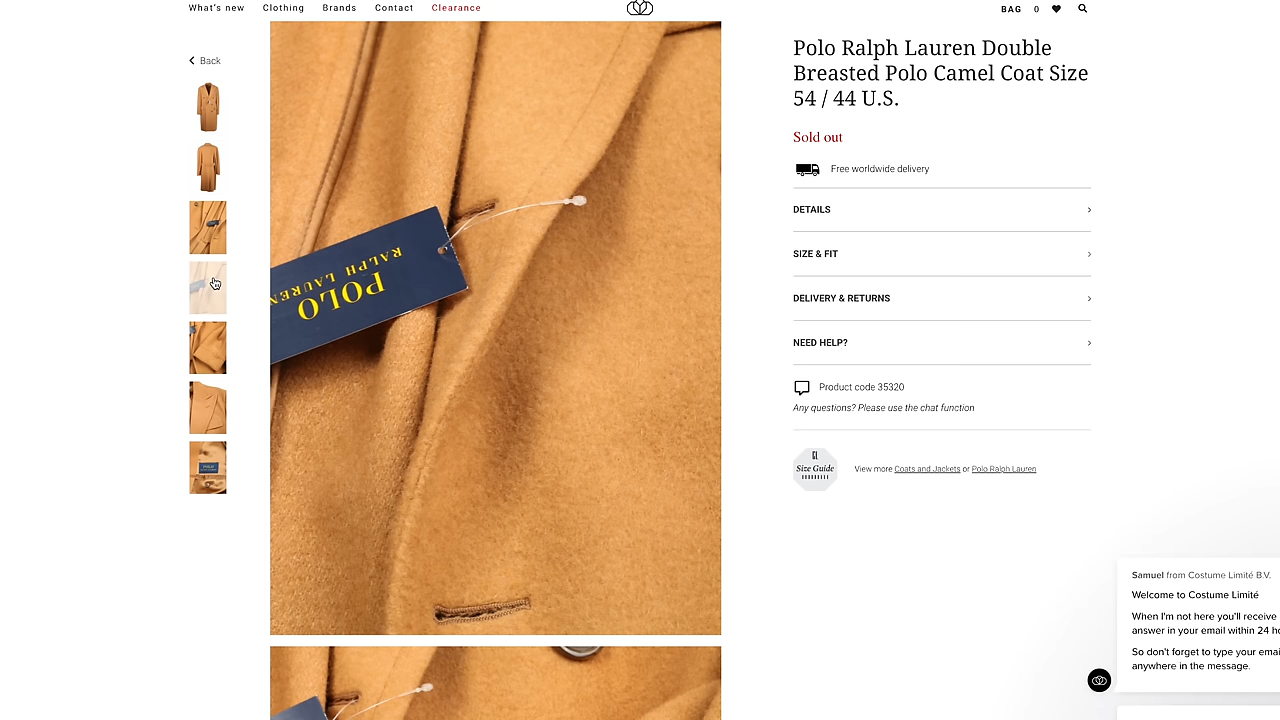 What's new Clothing Brands Contact Clearance
BAG 0
Back
POLO
RALPH LAUREN
Polo Ralph Lauren Double
Breasted Polo Camel Coat Size
54 / 44 U.S.
Sold out
Free worldwide delivery
DETAILS
SIZE & FIT
DELIVERY & RETURNS
NEED HELP?
Product code 35320
Any questions? Please use the chat function
Size Guide
View more Coats and Jackets or Polo Ralph Lauren
Samuel from Costume Limité B.V.
Welcome to Costume Limité
When I'm not here you'll receive
answer in your email within 24 ho
So don't forget to type your emai
anywhere in the message.